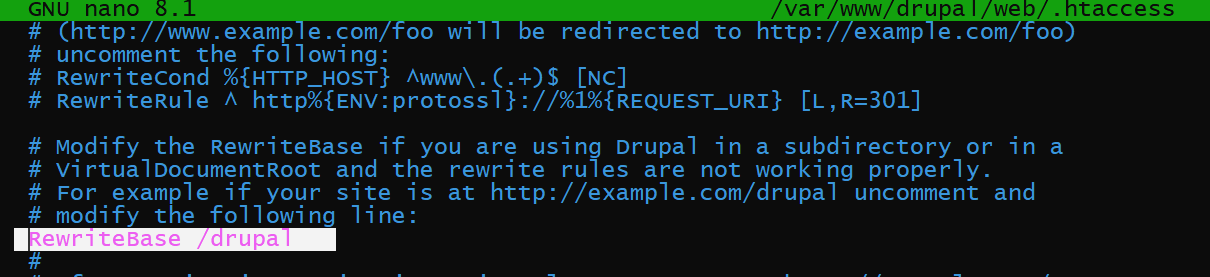 GNU nano 8.1 /var/www/drupal/web/.htaccess
# (http://www.example.com/foo will be redirected to http://example.com/foo)
# uncomment the following:
# RewriteCond %{HTTP_HOST} ^www\.(.+)$ [NC]
# RewriteRule ^ http%{ENV:protossl}://%1%{REQUEST_URI} [L,R=301]
# Modify the RewriteBase if you are using Drupal in a subdirectory or in a
# VirtualDocumentRoot and the rewrite rules are not working properly.
# For example if your site is at http://example.com/drupal uncomment and
# modify the following line:
RewriteBase /drupal
#